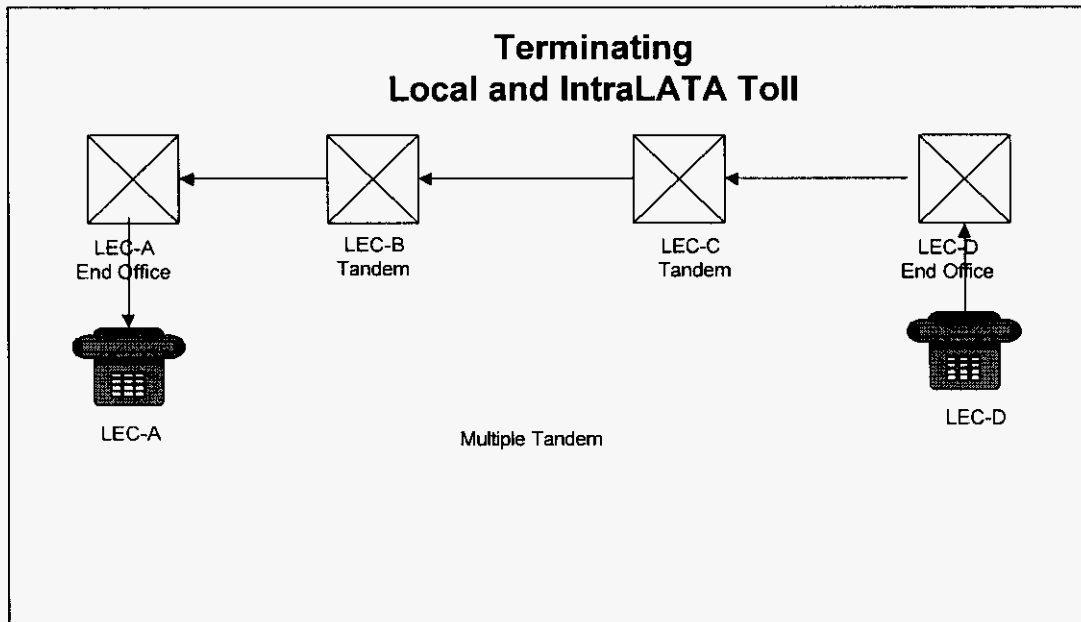 Terminating
Local and IntraLATA Toll
LEC-A
End Office
LEC-B
Tandem
LEC-C
Tandem
LEC-D
End Office
LEC-A
LEC-D
Multiple Tandem